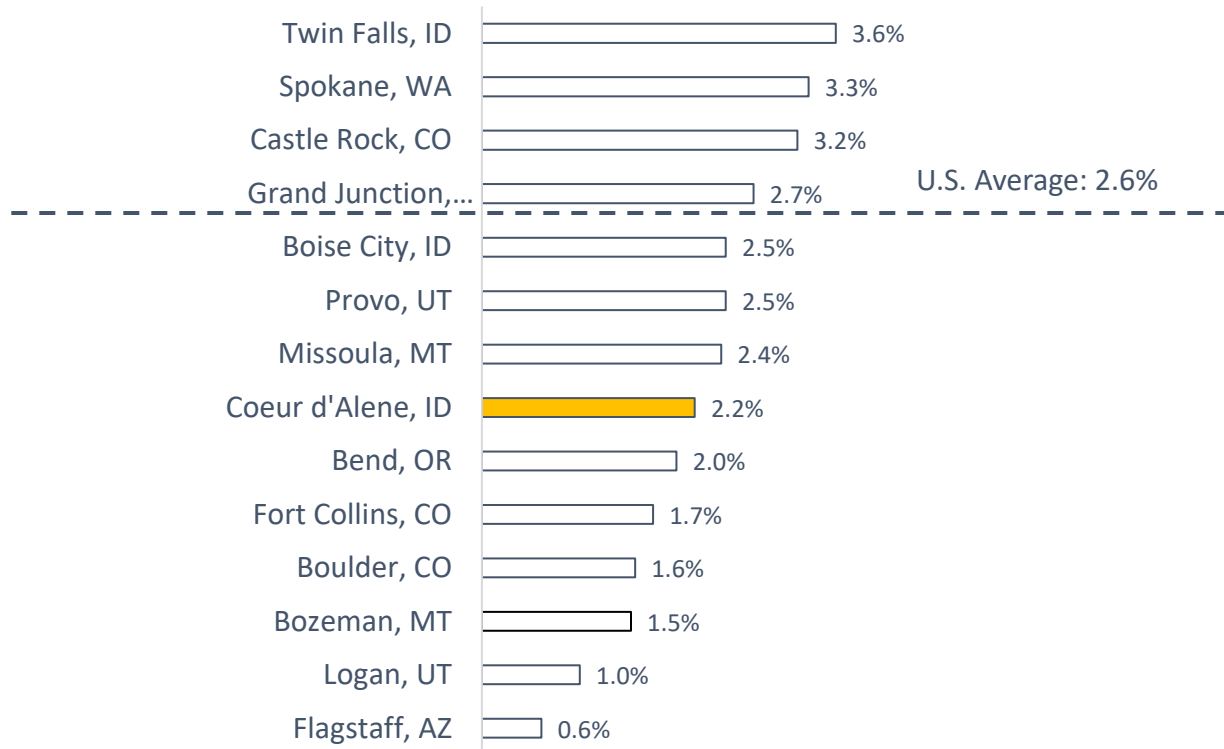 Twin Falls, ID 3.6%
Spokane, WA 3.3%
Castle Rock, CO 3.2%
Grand Junction,... 2.7% U.S. Average: 2.6%
Boise City, ID 2.5%
Provo, UT 2.5%
Missoula, MT 2.4%
Coeur d'Alene, ID 2.2%
Bend, OR 2.0%
Fort Collins, CO 1.7%
Boulder, CO 1.6%
Bozeman, MT 1.5%
Logan, UT 1.0%
Flagstaff, AZ 0.6%